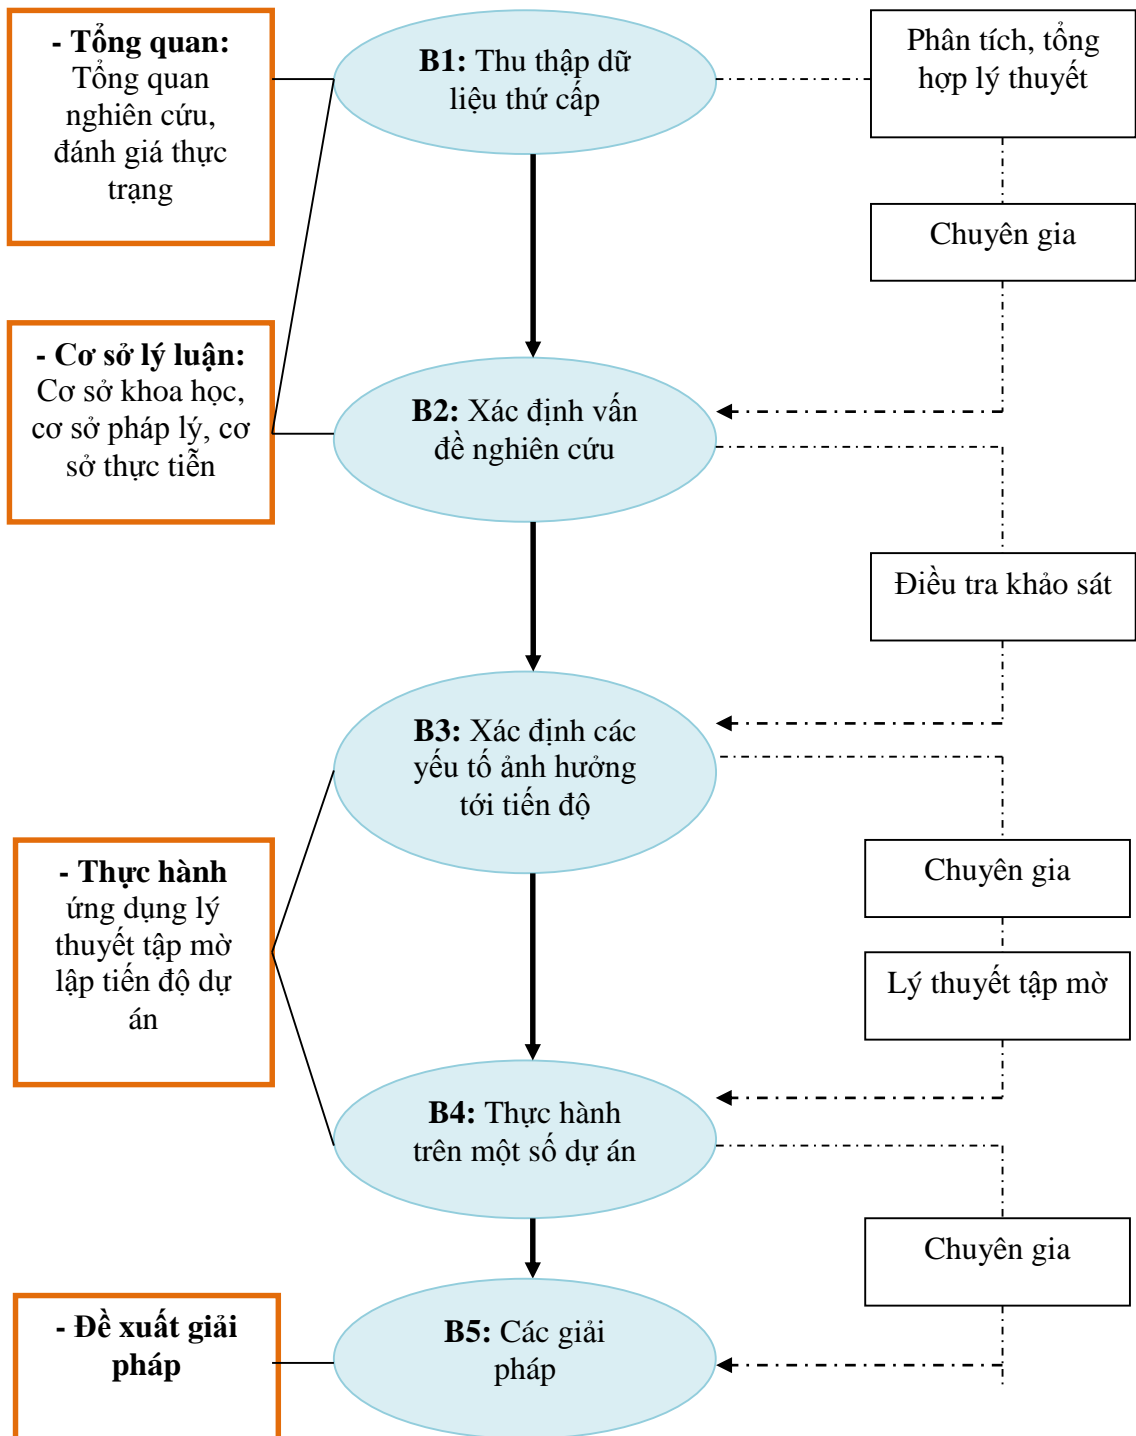 - Tổng quan:
Tổng quan
nghiên cứu,
đánh giá thực
trạng
B1: Thu thập dữ
liệu thứ cấp
Phân tích, tổng
hợp lý thuyết
Chuyên gia
- Cơ sở lý luận:
Cơ sở khoa học,
cơ sở pháp lý, cơ
sở thực tiễn
B2: Xác định vấn
đề nghiên cứu
Điều tra khảo sát
B3: Xác định các
yếu tố ảnh hưởng
tới tiến độ
- Thực hành
ứng dụng lý
thuyết tập mờ
lập tiến độ dự
án
Chuyên gia
Lý thuyết tập mờ
B4: Thực hành
trên một số dự án
Chuyên gia
- Đề xuất giải
pháp
B5: Các giải
pháp